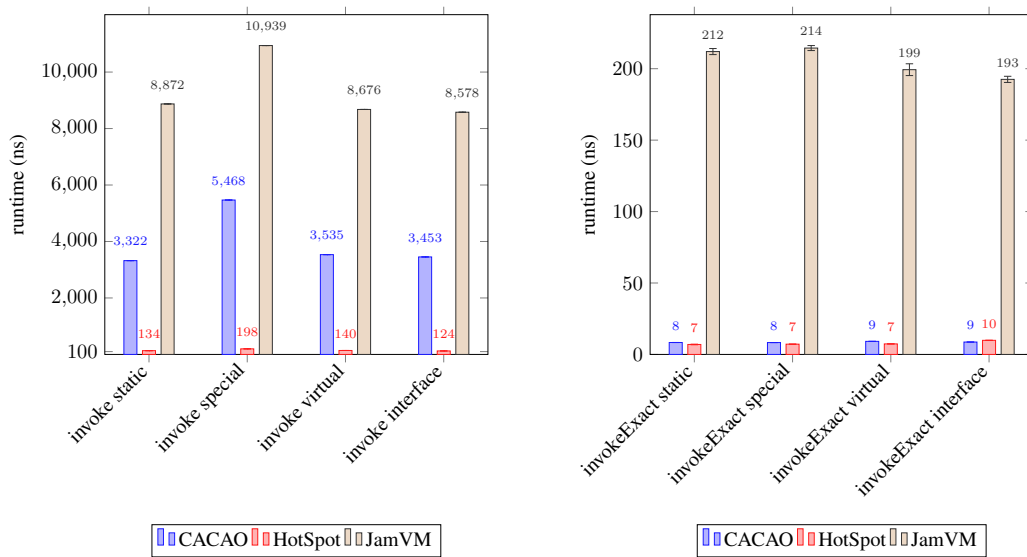 10,939
10,000
8,872
8,676
8,578
8,000
runtime (ns)
6,000
5,468
4,000
3,322
3,535
3,453
2,000
134
198
140
124
100
invoke static
invoke special
invoke virtual
invoke interface
CACAO HotSpot JamVM
212
214
199
193
200
150
runtime (ns)
100
50
8
7
8
7
9
7
9
10
0
invokeExact static
invokeExact special
invokeExact virtual
invokeExact interface
CACAO HotSpot JamVM